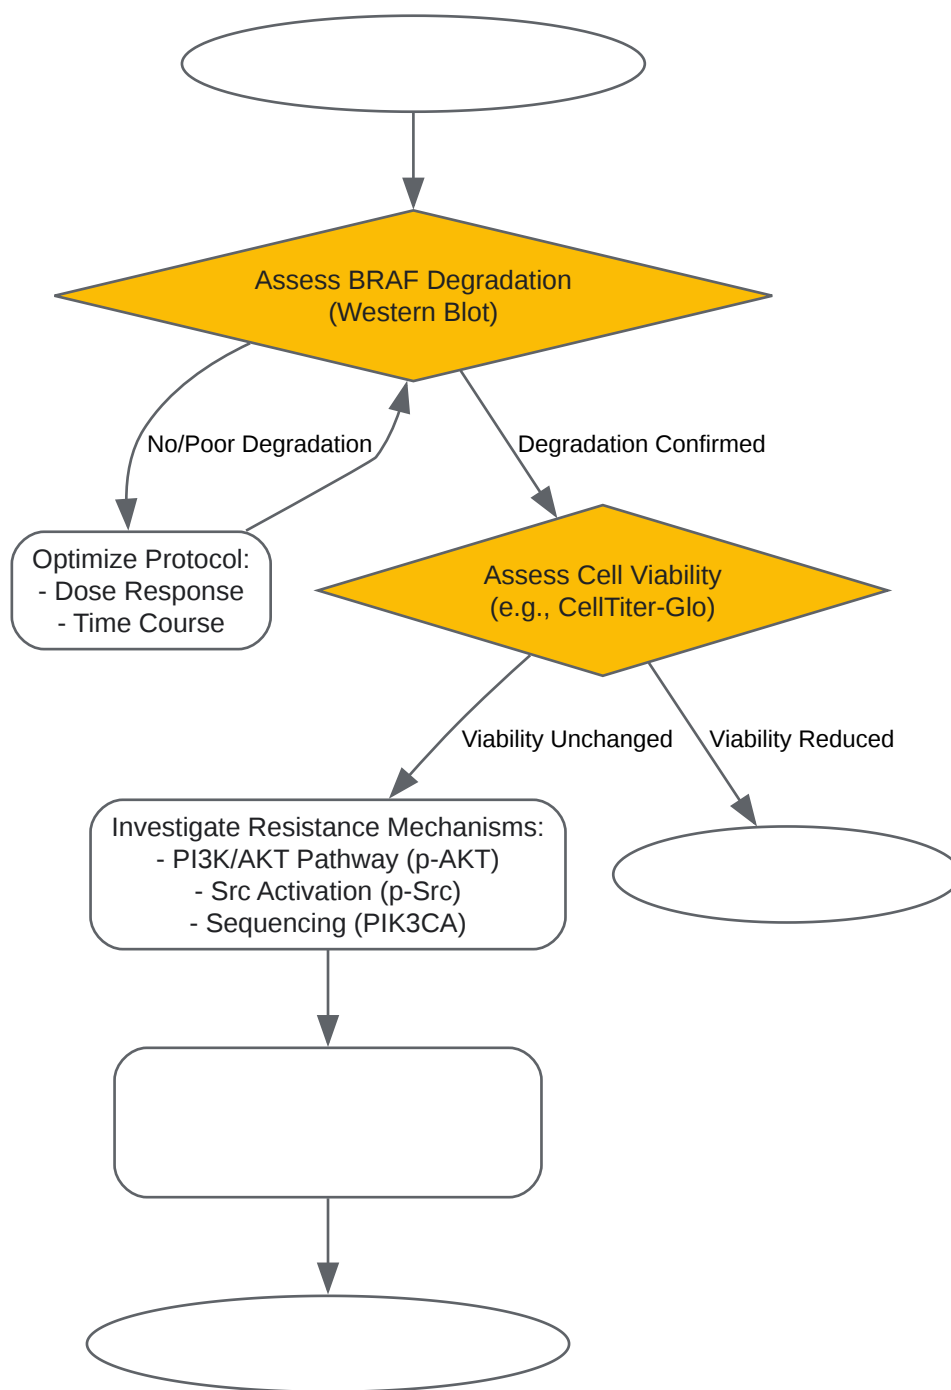 Assess BRAF Degradation
(Western Blot)
No/Poor Degradation
Degradation Confirmed
Optimize Protocol:
- Dose Response
- Time Course
Assess Cell Viability
(e.g., CellTiter-Glo)
Viability Unchanged
Viability Reduced
Investigate Resistance Mechanisms:
- PI3K/AKT Pathway (p-AKT)
- Src Activation (p-Src)
- Sequencing (PIK3CA)